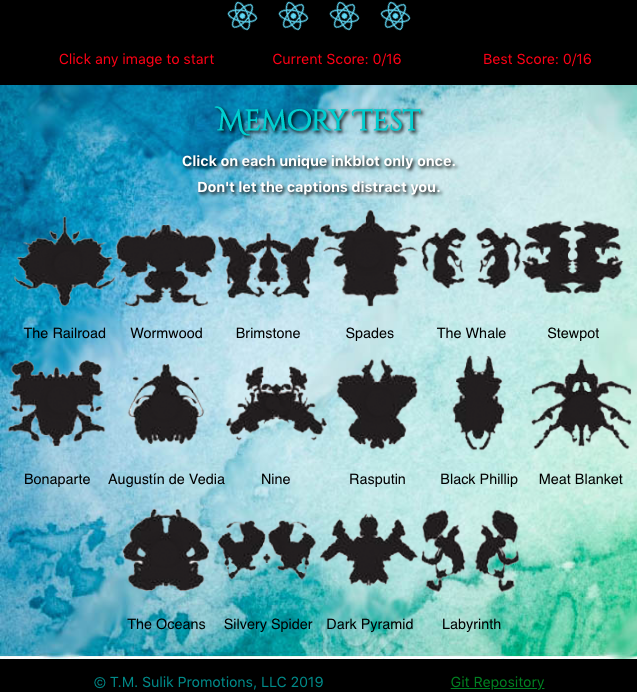 Click any image to start Current Score: 0/16 Best Score: 0/16
Memory Test
Click on each unique inkblot only once.
Don't let the captions distract you.
The Railroad Wormwood Brimstone Spades The Whale Stewpot
Bonaparte Augustín de Vedia Nine Rasputin Black Phillip Meat Blanket
The Oceans Silvery Spider Dark Pyramid Labyrinth
© T.M. Sulik Promotions, LLC 2019 Git Repository